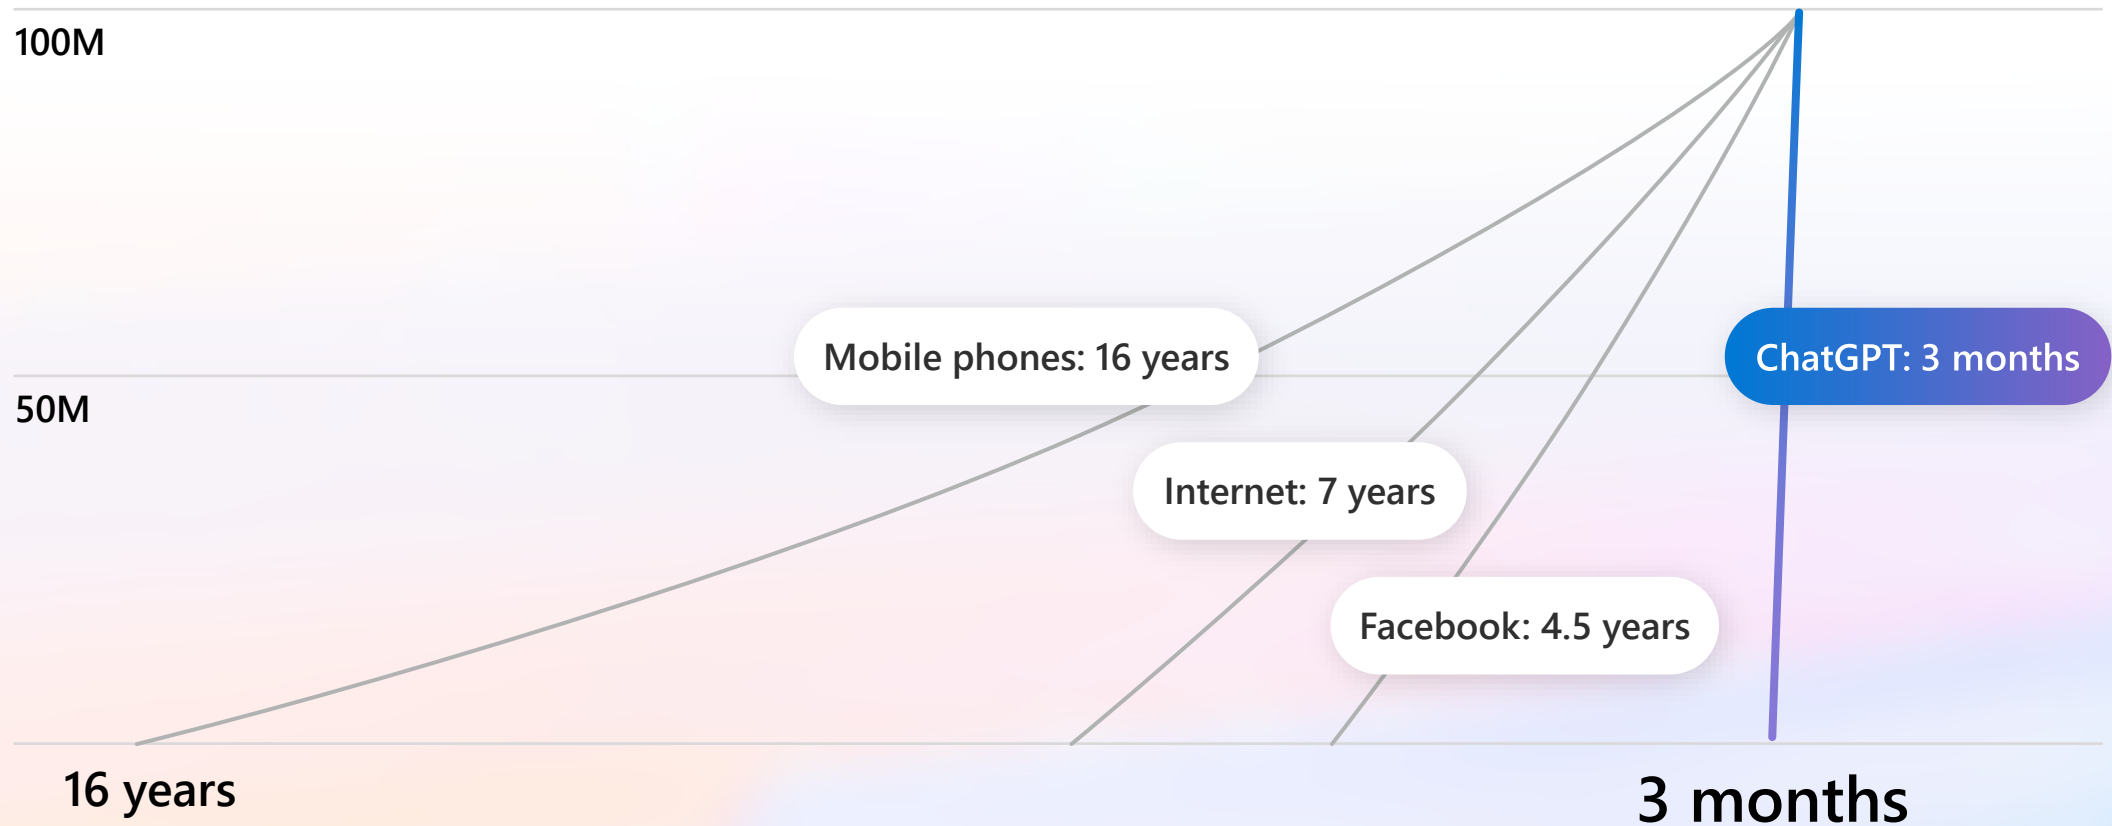 100M
Mobile phones: 16 years
ChatGPT: 3 months
50M
Internet: 7 years
Facebook: 4.5 years
16 years
3 months